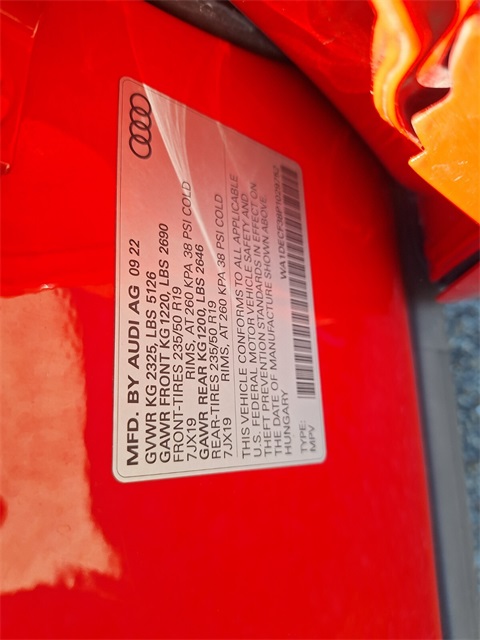 MFD. BY AUDI AG 09 22
GVWR KG 2325, LBS 5126
GAWR FRONT KG1220, LBS 2690
FRONT-TIRES 235/50 R19
7JX19 RIMS, AT 260 KPA 38 PSI COLD
GAWR REAR KG1200, LBS 2646
REAR-TIRES 235/50 R19
7JX19 RIMS, AT 260 KPA 38 PSI COLD
THIS VEHICLE CONFORMS TO ALL APPLICABLE
U.S. FEDERAL MOTOR VEHICLE SAFETY AND
THEFT PREVENTION STANDARDS IN EFFECT ON
THE DATE OF MANUFACTURE SHOWN ABOVE.
HUNGARY
TYPE:
MPV